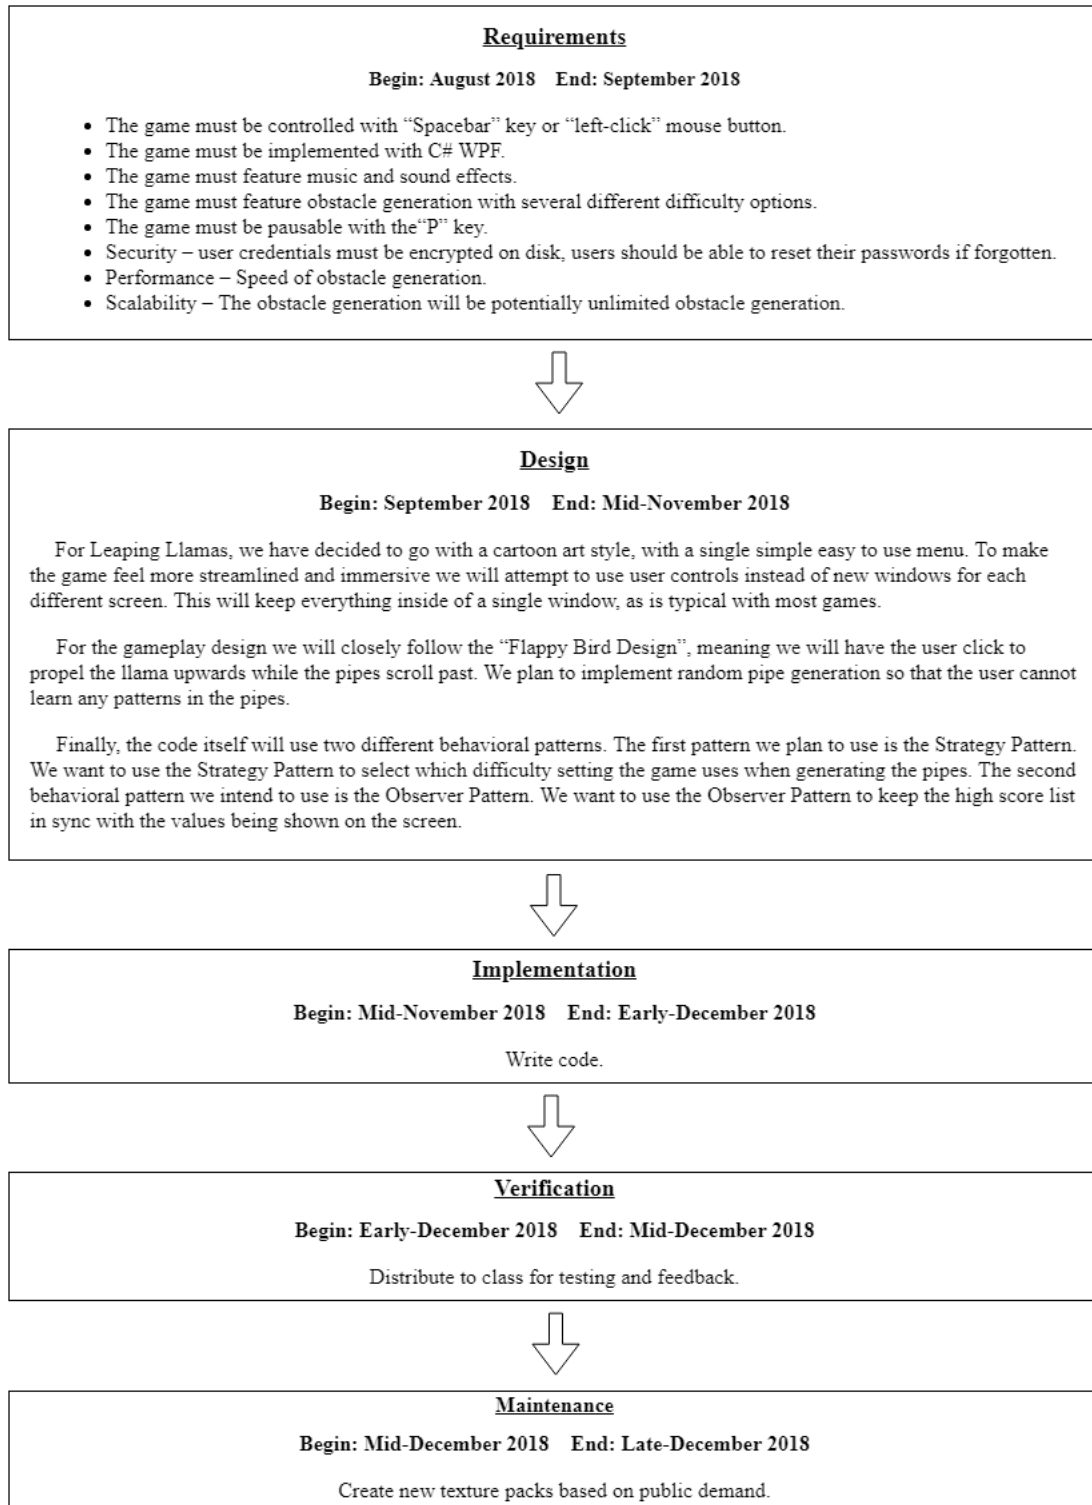 Requirements
Begin: August 2018 End: September 2018
• The game must be controlled with “Spacebar” key or “left-click” mouse button.
• The game must be implemented with C# WPF.
• The game must feature music and sound effects.
• The game must feature obstacle generation with several different difficulty options.
• The game must be pausable with the“P” key.
• Security – user credentials must be encrypted on disk, users should be able to reset their passwords if forgotten.
• Performance – Speed of obstacle generation.
• Scalability – The obstacle generation will be potentially unlimited obstacle generation.
Design
Begin: September 2018 End: Mid-November 2018
For Leaping Llamas, we have decided to go with a cartoon art style, with a single simple easy to use menu. To make
the game feel more streamlined and immersive we will attempt to use user controls instead of new windows for each
different screen. This will keep everything inside of a single window, as is typical with most games.
For the gameplay design we will closely follow the “Flappy Bird Design”, meaning we will have the user click to
propel the llama upwards while the pipes scroll past. We plan to implement random pipe generation so that the user cannot
learn any patterns in the pipes.
Finally, the code itself will use two different behavioral patterns. The first pattern we plan to use is the Strategy Pattern.
We want to use the Strategy Pattern to select which difficulty setting the game uses when generating the pipes. The second
behavioral pattern we intend to use is the Observer Pattern. We want to use the Observer Pattern to keep the high score list
in sync with the values being shown on the screen.
Implementation
Begin: Mid-November 2018 End: Early-December 2018
Write code.
Verification
Begin: Early-December 2018 End: Mid-December 2018
Distribute to class for testing and feedback.
Maintenance
Begin: Mid-December 2018 End: Late-December 2018
Create new texture packs based on public demand.